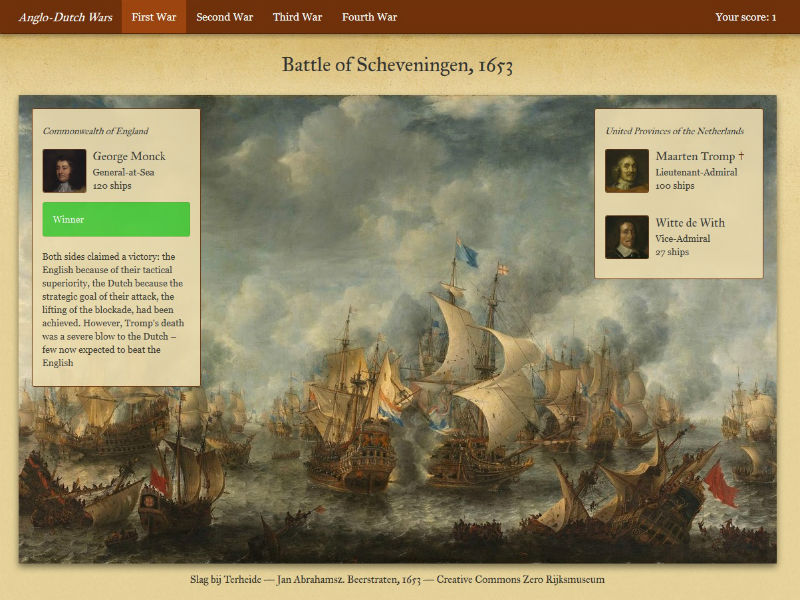 Anglo-Dutch Wars First War Second War Third War Fourth War Your score: 1
Battle of Scheveningen, 1653
Commonwealth of England
George Monck
General-at-Sea
120 ships
Winner
Both sides claimed a victory: the
English because of their tactical
superiority, the Dutch because the
strategic goal of their attack, the
lifting of the blockade, had been
achieved. However, Tromp's death
was a severe blow to the Dutch –
few now expected to beat the
English
United Provinces of the Netherlands
Maarten Tromp †
Lieutenant-Admiral
100 ships
Witte de With
Vice-Admiral
27 ships
Slag bij Terheide — Jan Abrahamsz. Beerstraten, 1653 — Creative Commons Zero Rijksmuseum